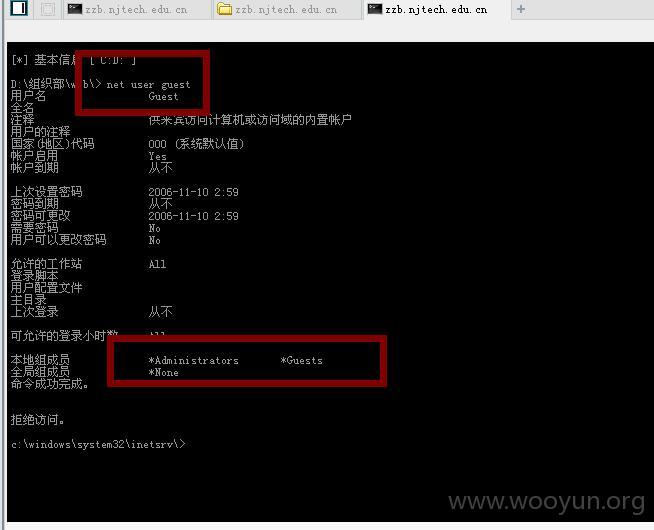 zzb.njtech.edu.cn zzb.njtech.edu.cn zzb.njtech.edu.cn +
[*] 基本信息 [ C:D: ]
D:\组织部\web\> net user guest
用户名 Guest
全名
注释 供来宾访问计算机或访问域的内置帐户
用户的注释
国家(地区)代码 000 (系统默认值)
帐户启用 Yes
帐户到期 从不
上次设置密码 2006-11-10 2:59
密码到期 从不
密码可更改 2006-11-10 2:59
需要密码 No
用户可以更改密码 No
允许的工作站 All
登录脚本
用户配置文件
主目录
上次登录 从不
可允许的登录小时数 All
本地组成员 *Administrators *Guests
全局组成员 *None
命令成功完成。
拒绝访问。
c:\windows\system32\inetsrv\>
www.wooyun.org